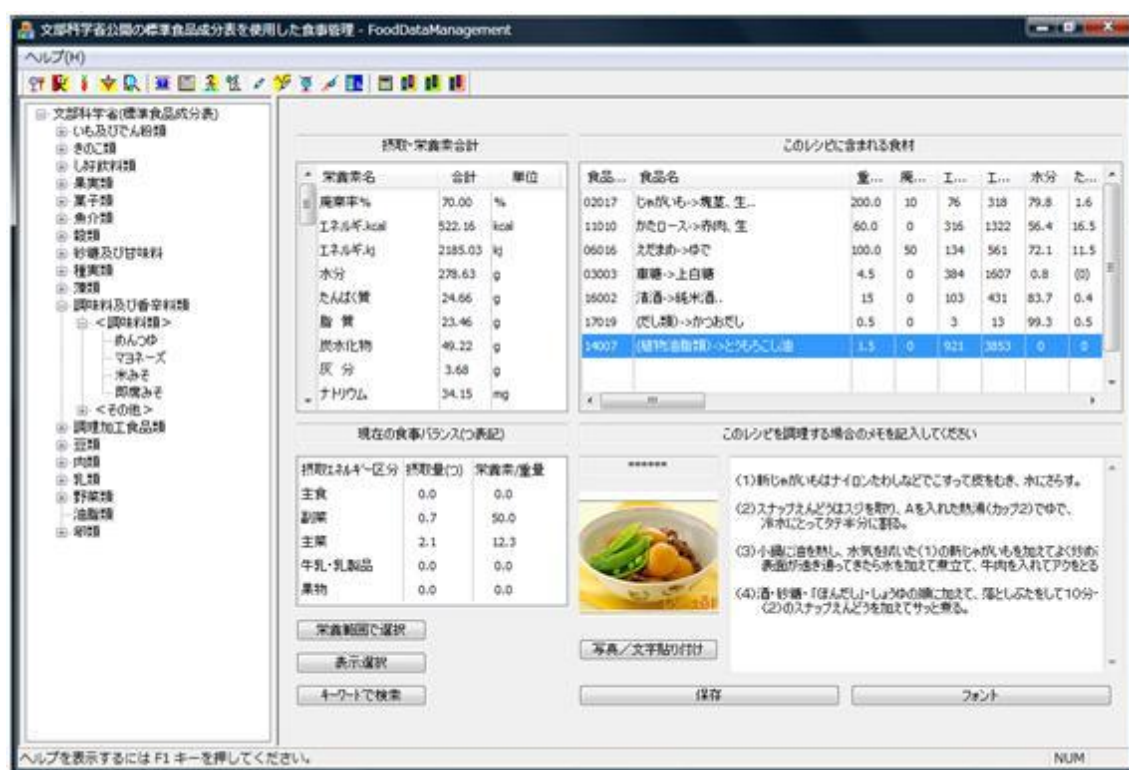 文部科学省公開の標準食品成分表を使用した食事管理 - FoodDataManagement
ヘルプ(H)
文部科学省(標準食品成分表)
いも及びでん粉類
きのこ類
し好飲料類
果実類
菓子類
魚介類
穀類
砂糖及び甘味料
種実類
藻類
調味料及び香辛料類
<調味料類>
めんつゆ
マヨネーズ
米みそ
即席みそ
<その他>
調理加工食品類
豆類
肉類
乳類
野菜類
油脂類
卵類
摂取・栄養素合計
栄養素名 合計 単位
廃棄率% 70.00 %
エネルギ.kcal 522.16 kcal
エネルギ.kj 2185.03 kj
水分 278.63 g
たんぱく質 24.66 g
脂 質 23.46 g
炭水化物 49.22 g
灰 分 3.68 g
ナトリウム 34.15 mg
このレシピに含まれる食材
食品... 食品名 重... 廃... エ... エ... 水分 た...
02017 じゃがいも->塊茎、生... 200.0 10 76 318 79.8 1.6
11010 かたロース->赤肉、生 60.0 0 316 1322 56.4 16.5
06016 えだまめ->ゆで 100.0 50 134 561 72.1 11.5
03003 車糖->上白糖 4.5 0 384 1607 0.8 (0)
16002 清酒->純米酒.. 15 0 103 431 83.7 0.4
17019 (だし類)->かつおだし 0.5 0 3 13 99.3 0.5
14007 (植物油脂類)->とうもろこし油 1.5 0 921 3853 0 0
現在の食事バランス(つ表記)
摂取エネルギー区分 摂取量(つ) 栄養素/重量
主食 0.0 0.0
副菜 0.7 50.0
主菜 2.1 12.3
牛乳・乳製品 0.0 0.0
果物 0.0 0.0
栄養範囲で選択
表示選択
キーワードで検索
このレシピを調理する場合のメモを記入してください
******
写真/文字貼り付け
(1)新じゃがいもはナイロンたわしなどでこすって皮をむき、水にさらす。
(2)スナップえんどうはスジを取り、Aを入れた熱湯(カップ2)でゆで、
冷水にとってタテ半分に割る。
(3)小鍋に油を熱し、水気を拭いた(1)の新じゃがいもを加えてよく炒め
表面が透き通ってきたら水を加えて煮立て、牛肉を入れてアクをとる
(4)酒・砂糖・「ほんだし」・しょうゆの順に加えて、落としぶたをして10分-
(2)のスナップえんどうを加えてサッと煮る。
保存
フォント
ヘルプを表示するには F1 キーを押してください。
NUM